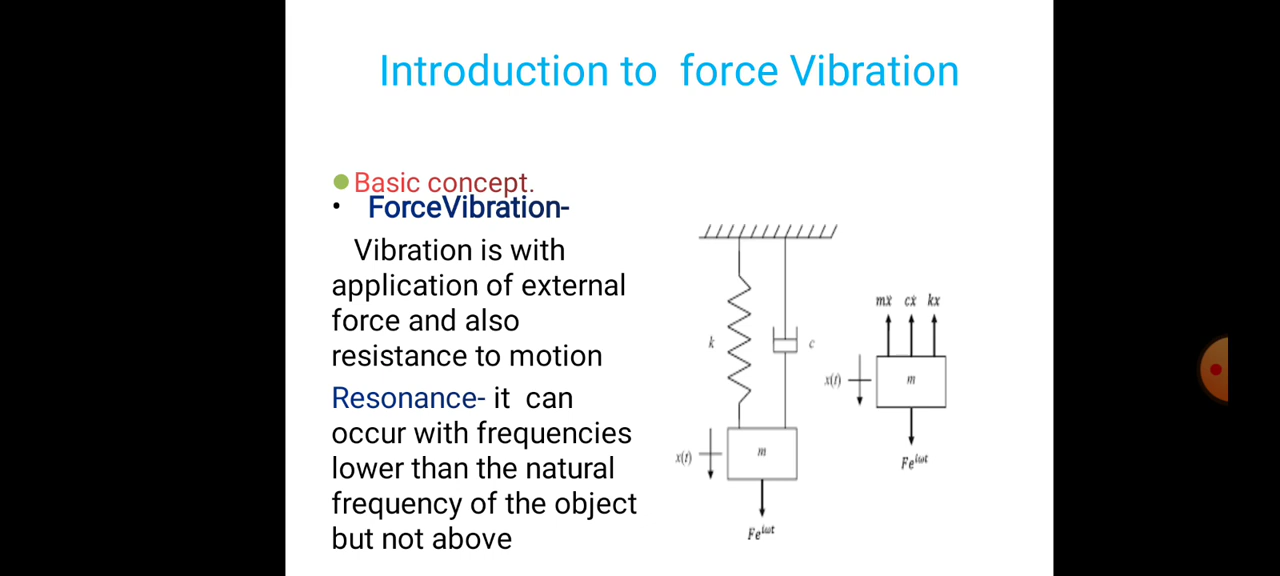 Introduction to force Vibration
Basic concept.
• ForceVibration-
Vibration is with
application of external
force and also
resistance to motion
Resonance- it can
occur with frequencies
lower than the natural
frequency of the object
but not above
k
c
x(t)
m
Fe^iωt
mẍ cẋ kx
x(t)
m
Fe^iωt